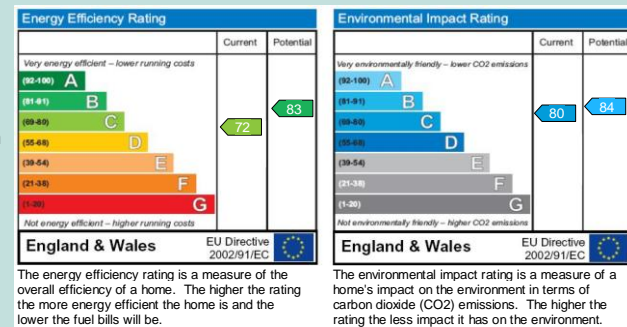 Energy Efficiency Rating
Current Potential
Very energy efficient – lower running costs
(92-100) A
(81-91) B
(69-80) C
(55-68) D
(39-54) E
(21-38) F
(1-20) G
72
83
Not energy efficient – higher running costs
England & Wales
EU Directive
2002/91/EC
The energy efficiency rating is a measure of the
overall efficiency of a home. The higher the rating
the more energy efficient the home is and the
lower the fuel bills will be.
Environmental Impact Rating
Current Potential
Very environmentally friendly – lower CO2 emissions
(92-100) A
(81-91) B
(69-80) C
(55-68) D
(39-54) E
(21-38) F
(1-20) G
80
84
Not environmentally friendly – higher CO2 emissions
England & Wales
EU Directive
2002/91/EC
The environmental impact rating is a measure of a
home's impact on the environment in terms of
carbon dioxide (CO2) emissions. The higher the
rating the less impact it has on the environment.